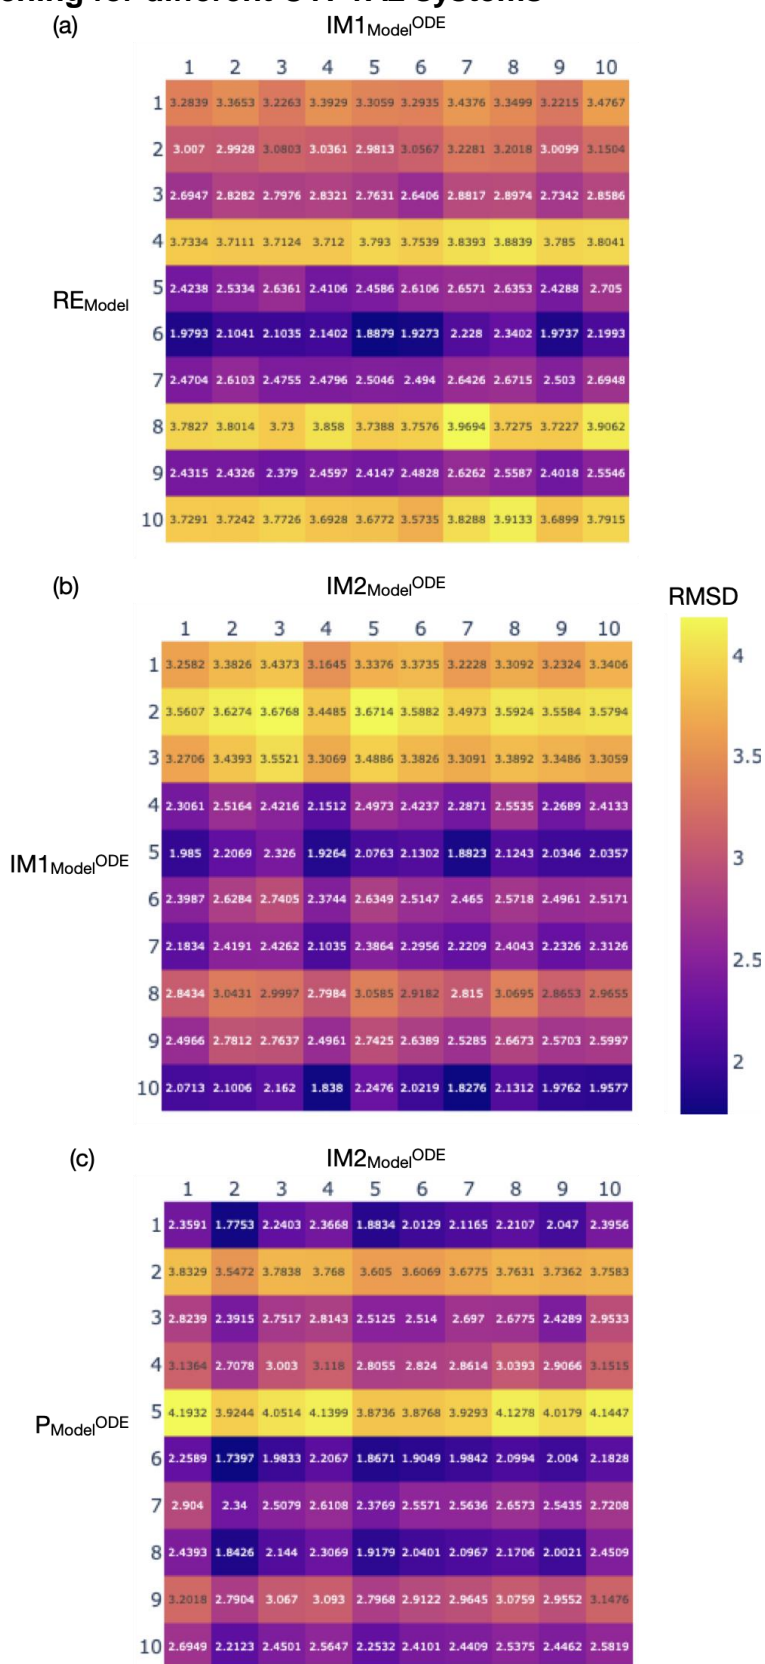 (a) IM1ModelODE
1 2 3 4 5 6 7 8 9 10
1 3.2839 3.3653 3.2263 3.3929 3.3059 3.2935 3.4376 3.3499 3.2215 3.4767
2 3.007 2.9928 3.0803 3.0361 2.9813 3.0567 3.2281 3.2018 3.0099 3.1504
3 2.6947 2.8282 2.7976 2.8321 2.7631 2.6406 2.8817 2.8974 2.7342 2.8586
4 3.7334 3.7111 3.7124 3.712 3.793 3.7539 3.8393 3.8839 3.785 3.8041
5 2.4238 2.5334 2.6361 2.4106 2.4586 2.6106 2.6571 2.6353 2.4288 2.705
REModel
6 1.9793 2.1041 2.1035 2.1402 1.8879 1.9273 2.228 2.3402 1.9737 2.1993
7 2.4704 2.6103 2.4755 2.4796 2.5046 2.494 2.6426 2.6715 2.503 2.6948
8 3.7827 3.8014 3.73 3.858 3.7388 3.7576 3.9694 3.7275 3.7227 3.9062
9 2.4315 2.4326 2.379 2.4597 2.4147 2.4828 2.6262 2.5587 2.4018 2.5546
10 3.7291 3.7242 3.7726 3.6928 3.6772 3.5735 3.8288 3.9133 3.6899 3.7915
(b) IM2ModelODE
1 2 3 4 5 6 7 8 9 10
1 3.2582 3.3826 3.4373 3.1645 3.3376 3.3735 3.2228 3.3092 3.2324 3.3406
2 3.5607 3.6274 3.6768 3.4485 3.6714 3.5882 3.4973 3.5924 3.5584 3.5794
3 3.2706 3.4393 3.5521 3.3069 3.4886 3.3826 3.3091 3.3892 3.3486 3.3059
4 2.3061 2.5164 2.4216 2.1512 2.4973 2.4237 2.2871 2.5535 2.2689 2.4133
5 1.985 2.2069 2.326 1.9264 2.0763 2.1302 1.8823 2.1243 2.0346 2.0357
IM1ModelODE
6 2.3987 2.6284 2.7405 2.3744 2.6349 2.5147 2.465 2.5718 2.4961 2.5171
7 2.1834 2.4191 2.4262 2.1035 2.3864 2.2956 2.2209 2.4043 2.2326 2.3126
8 2.8434 3.0431 2.9997 2.7984 3.0585 2.9182 2.815 3.0695 2.8653 2.9655
9 2.4966 2.7812 2.7637 2.4961 2.7425 2.6389 2.5285 2.6673 2.5703 2.5997
10 2.0713 2.1006 2.162 1.838 2.2476 2.0219 1.8276 2.1312 1.9762 1.9577
RMSD
4
3.5
3
2.5
2
(c) IM2ModelODE
1 2 3 4 5 6 7 8 9 10
1 2.3591 1.7753 2.2403 2.3668 1.8834 2.0129 2.1165 2.2107 2.047 2.3956
2 3.8329 3.5472 3.7838 3.768 3.605 3.6069 3.6775 3.7631 3.7362 3.7583
3 2.8239 2.3915 2.7517 2.8143 2.5125 2.514 2.697 2.6775 2.4289 2.9533
4 3.1364 2.7078 3.003 3.118 2.8055 2.824 2.8614 3.0393 2.9066 3.1515
5 4.1932 3.9244 4.0514 4.1399 3.8736 3.8768 3.9293 4.1278 4.0179 4.1447
PModelODE
6 2.2589 1.7397 1.9833 2.2067 1.8671 1.9049 1.9842 2.0994 2.004 2.1828
7 2.904 2.34 2.5079 2.6108 2.3769 2.5571 2.5636 2.6573 2.5435 2.7208
8 2.4393 1.8426 2.144 2.3069 1.9179 2.0401 2.0967 2.1706 2.0021 2.4509
9 3.2018 2.7904 3.067 3.093 2.7968 2.9122 2.9645 3.0759 2.9552 3.1476
10 2.6949 2.2123 2.4501 2.5647 2.2532 2.4101 2.4409 2.5375 2.4462 2.5819